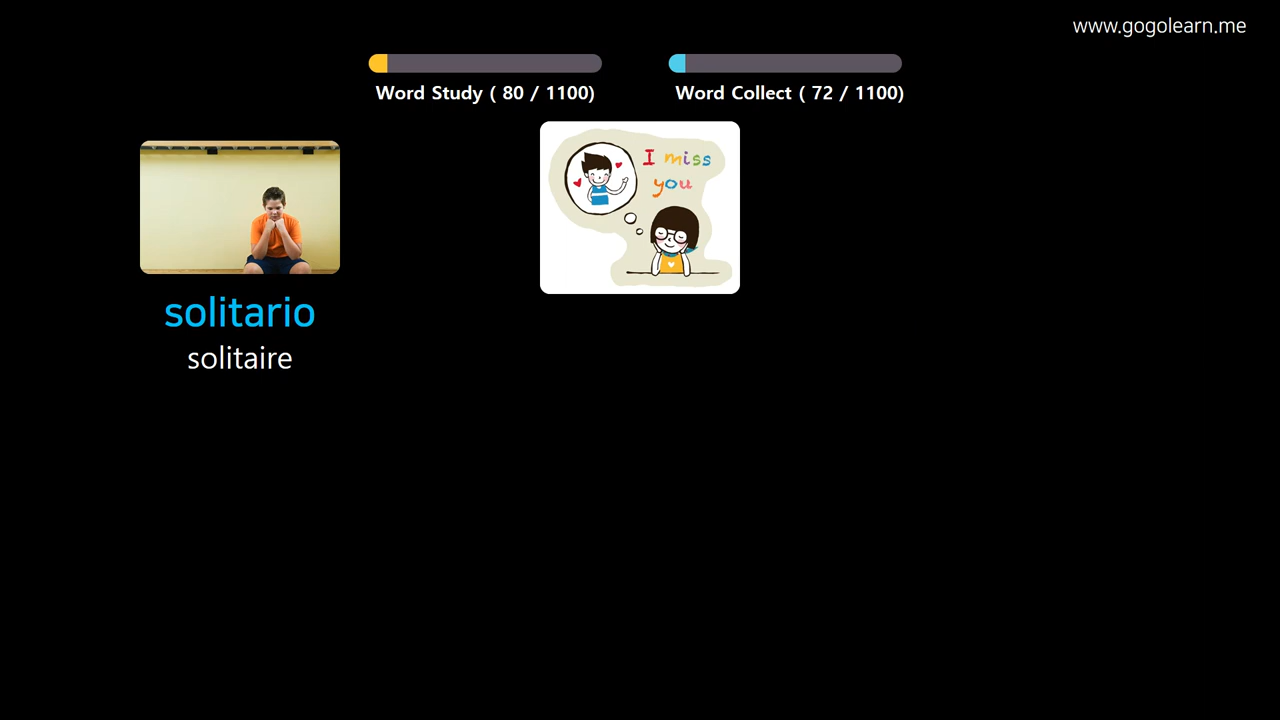 www.gogolearn.me
Word Study ( 80 / 1100)
Word Collect ( 72 / 1100)
I miss
you
solitario
solitaire